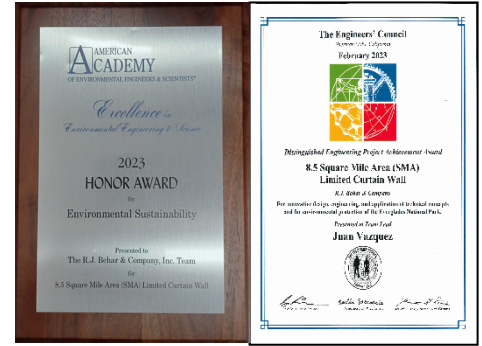 AMERICAN
ACADEMY
OF ENVIRONMENTAL ENGINEERS & SCIENTISTS®
Excellence in
Environmental Engineering & Science
2023
HONOR AWARD
for
Environmental Sustainability
Presented to
The R.J. Behar & Company, Inc. Team
for
8.5 Square Mile Area (SMA) Limited Curtain Wall
The Engineers' Council
California
February 2023
Distinguished Engineering Project Achievement Award
8.5 Square Mile Area (SMA)
Limited Curtain Wall
R.J. Behar & Company
For innovative design, engineering, and application of technical concepts
and for environmental protection of the Everglades National Park.
Presented to Team Lead
Juan Vazquez